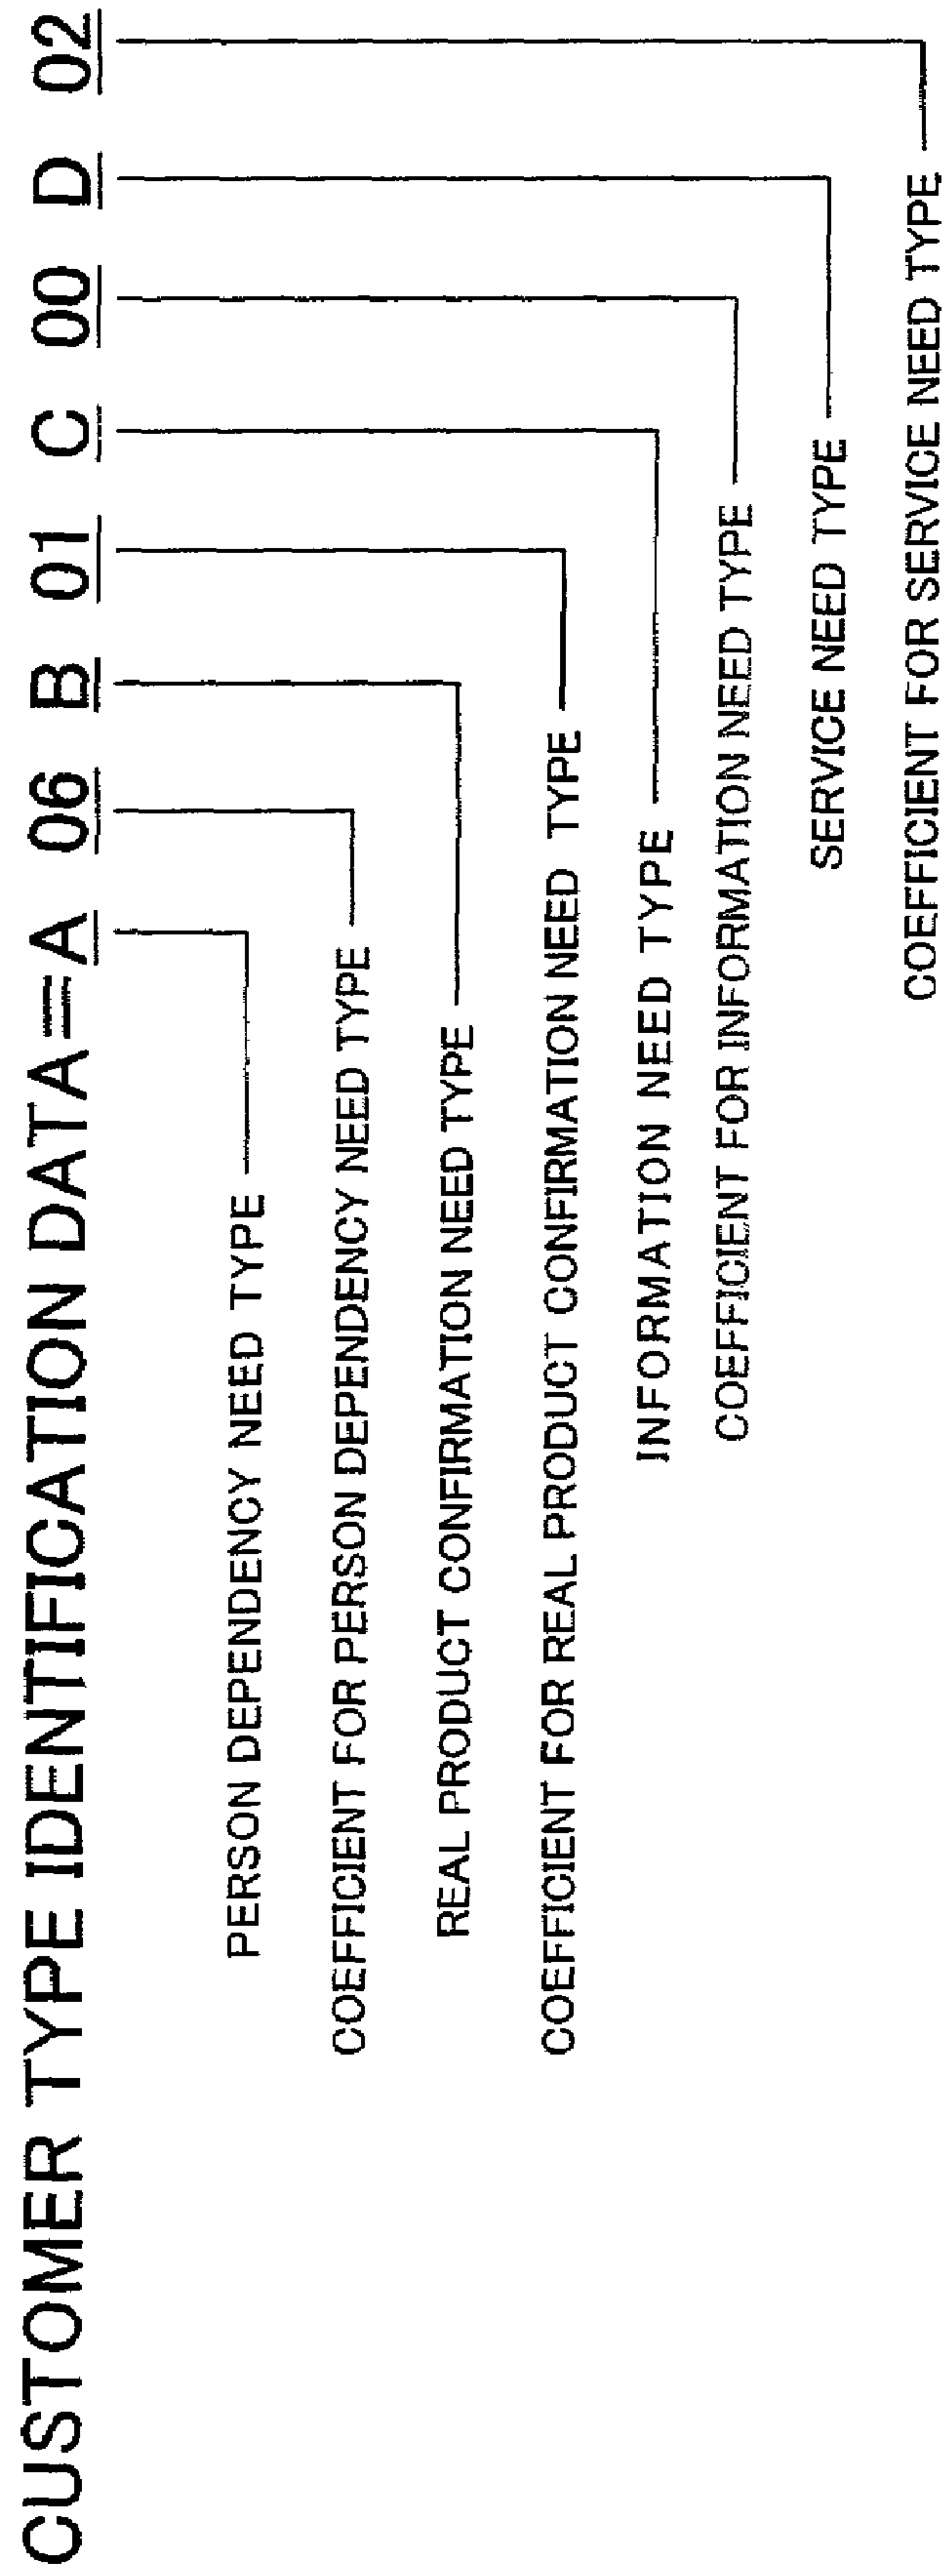 CUSTOMER TYPE IDENTIFICATION DATA=A 06 B 01 C 00 D 02
PERSON DEPENDENCY NEED TYPE
COEFFICIENT FOR PERSON DEPENDENCY NEED TYPE
REAL PRODUCT CONFIRMATION NEED TYPE
COEFFICIENT FOR REAL PRODUCT CONFIRMATION NEED TYPE
INFORMATION NEED TYPE
COEFFICIENT FOR INFORMATION NEED TYPE
SERVICE NEED TYPE
COEFFICIENT FOR SERVICE NEED TYPE